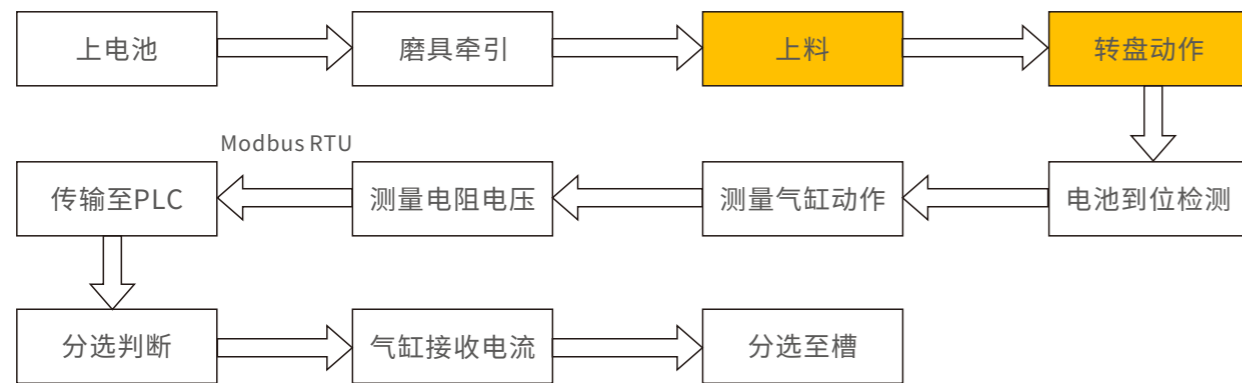 上电池
磨具牵引
上料
转盘动作
电池到位检测
测量气缸动作
测量电阻电压
Modbus RTU
传输至PLC
分选判断
气缸接收电流
分选至槽